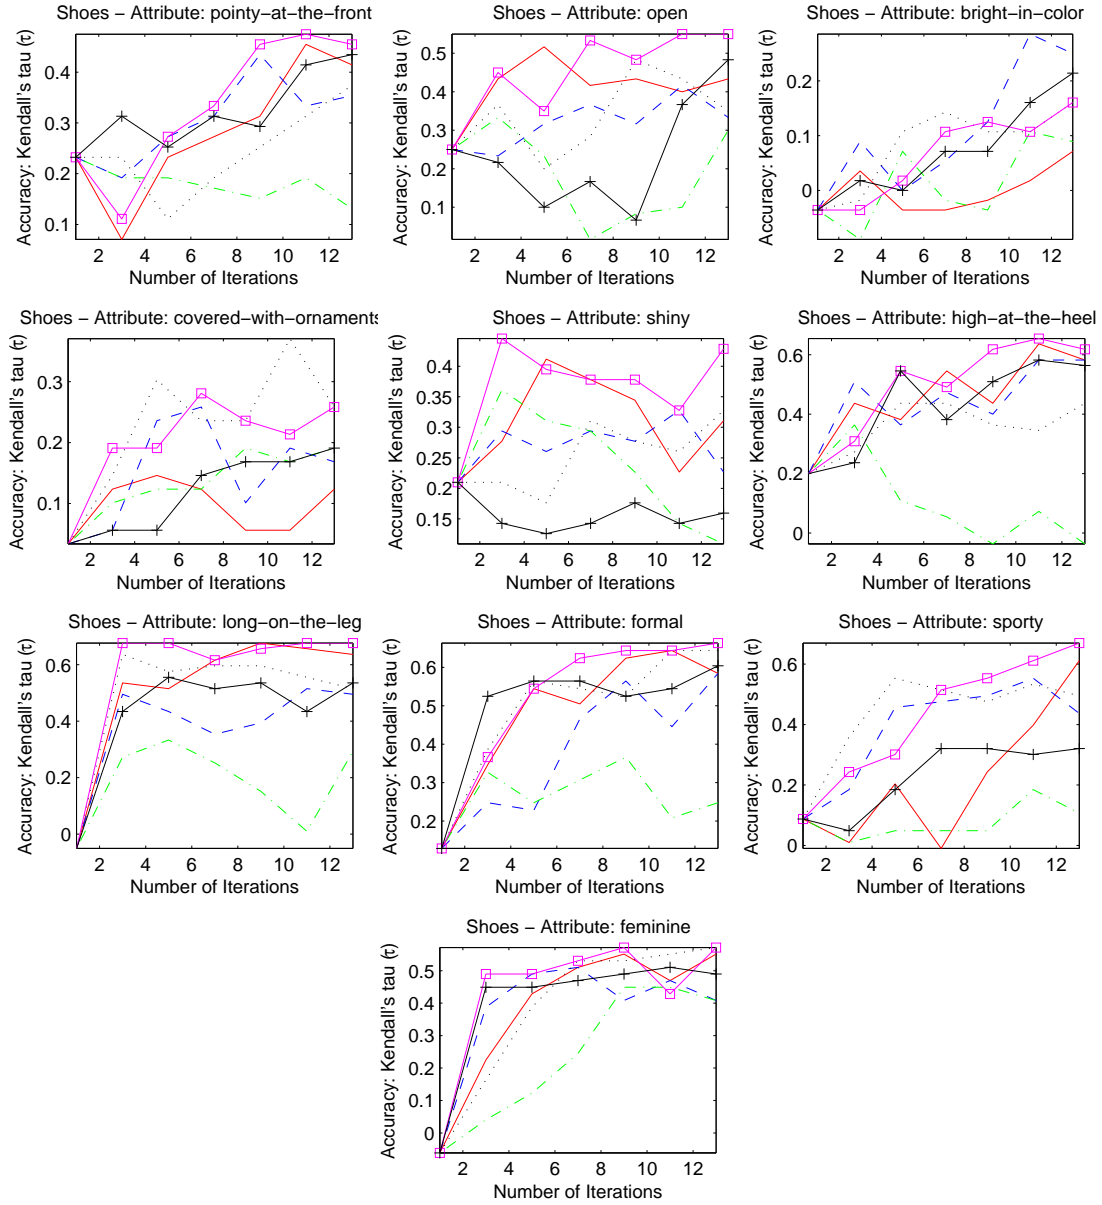 Shoes − Attribute: pointy−at−the−front
Accuracy: Kendall's tau (τ)
0.4
0.3
0.2
0.1
2 4 6 8 10 12
Number of Iterations
Shoes − Attribute: open
Accuracy: Kendall's tau (τ)
0.5
0.4
0.3
0.2
0.1
2 4 6 8 10 12
Number of Iterations
Shoes − Attribute: bright−in−color
Accuracy: Kendall's tau (τ)
0.2
0.1
0
2 4 6 8 10 12
Number of Iterations
Shoes − Attribute: covered−with−ornaments
Accuracy: Kendall's tau (τ)
0.3
0.2
0.1
2 4 6 8 10 12
Number of Iterations
Shoes − Attribute: shiny
Accuracy: Kendall's tau (τ)
0.4
0.35
0.3
0.25
0.2
0.15
2 4 6 8 10 12
Number of Iterations
Shoes − Attribute: high−at−the−heel
Accuracy: Kendall's tau (τ)
0.6
0.4
0.2
0
2 4 6 8 10 12
Number of Iterations
Shoes − Attribute: long−on−the−leg
Accuracy: Kendall's tau (τ)
0.6
0.4
0.2
0
2 4 6 8 10 12
Number of Iterations
Shoes − Attribute: formal
Accuracy: Kendall's tau (τ)
0.6
0.5
0.4
0.3
0.2
2 4 6 8 10 12
Number of Iterations
Shoes − Attribute: sporty
Accuracy: Kendall's tau (τ)
0.6
0.4
0.2
0
2 4 6 8 10 12
Number of Iterations
Shoes − Attribute: feminine
Accuracy: Kendall's tau (τ)
0.5
0.4
0.3
0.2
0.1
0
2 4 6 8 10 12
Number of Iterations